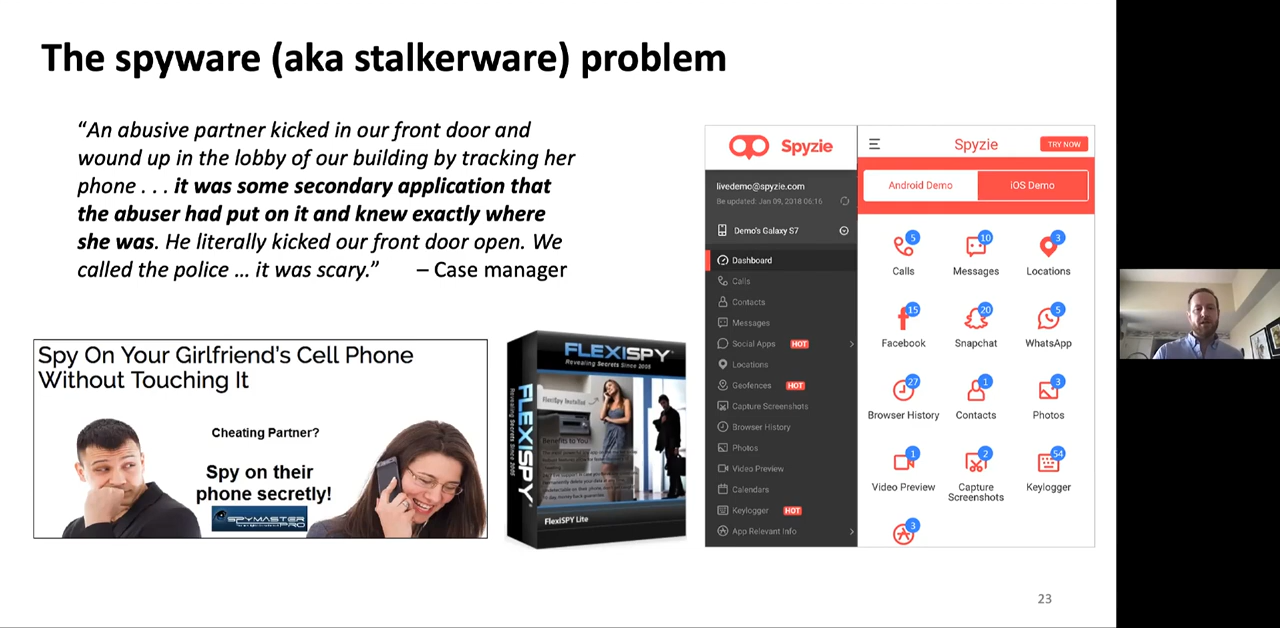 The spyware (aka stalkerware) problem
“An abusive partner kicked in our front door and
wound up in the lobby of our building by tracking her
phone . . . it was some secondary application that
the abuser had put on it and knew exactly where
she was. He literally kicked our front door open. We
called the police … it was scary.” – Case manager
Spy On Your Girlfriend's Cell Phone
Without Touching It
Cheating Partner?
Spy on their
phone secretly!
SPYMASTER
PRO
FLEXISPY
Revealing Secrets Since 2005
FLEXISPY
Revealing Secrets Since 2005
FlexiSpy Installed
Benefits to You
FlexiSPY Lite
Spyzie
livedemo@spyzie.com
Be updated: Jan 09, 2018 06:16
Demo's Galaxy S7
Dashboard
Calls
Contacts
Messages
Social Apps HOT
Locations
Geofences HOT
Capture Screenshots
Browser History
Photos
Video Preview
Calendars
Keylogger HOT
App Relevant Info
Spyzie
TRY NOW
Android Demo
iOS Demo
5
10
3
Calls
Messages
Locations
15
20
5
Facebook
Snapchat
WhatsApp
27
1
3
Browser History
Contacts
Photos
1
2
54
Video Preview
Capture
Screenshots
Keylogger
3
23